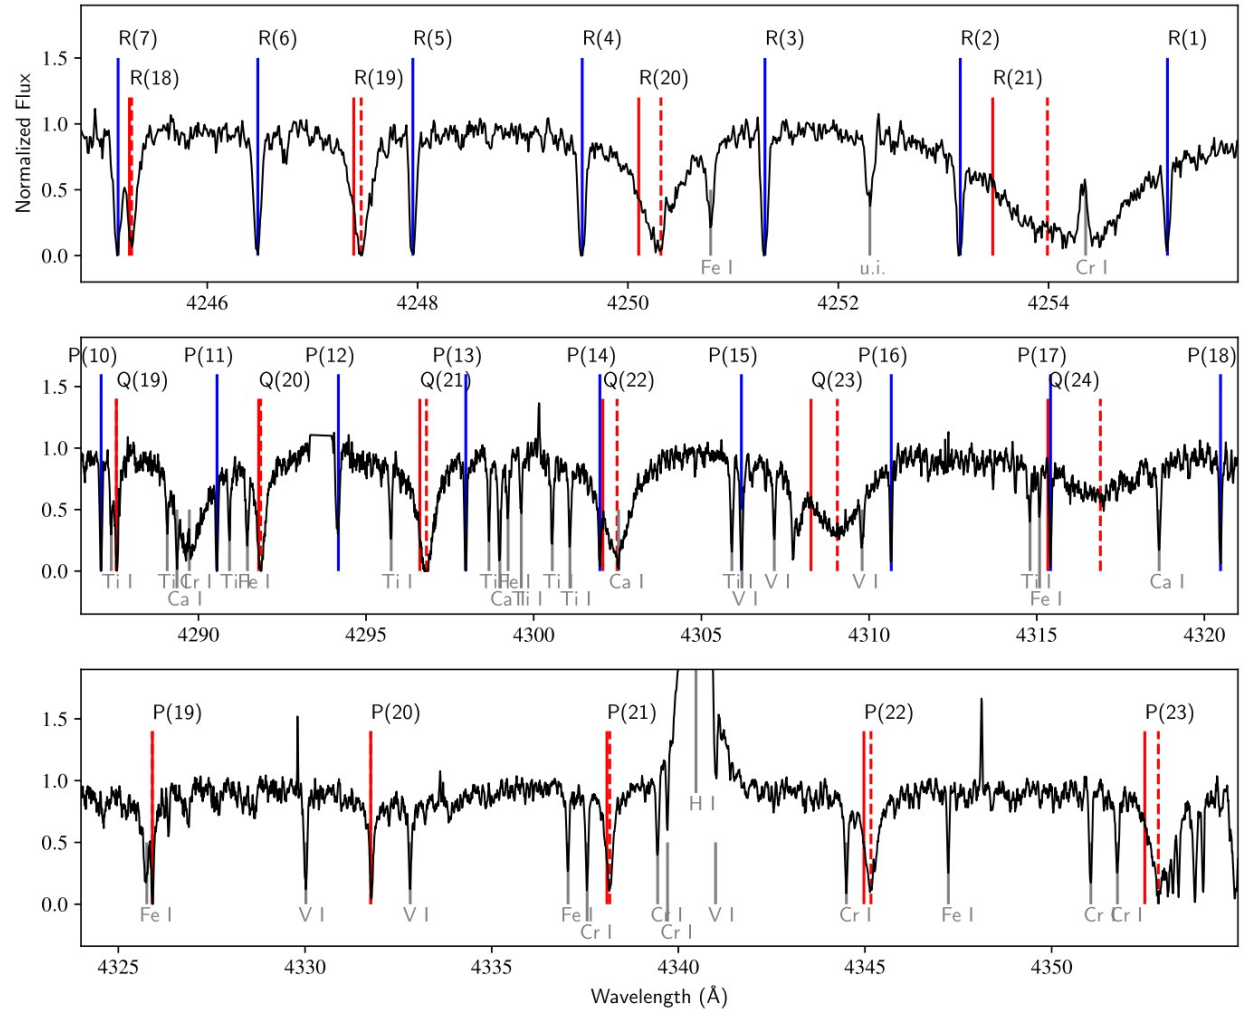 R(7) R(6) R(5) R(4) R(3) R(2) R(1)
R(18) R(19) R(20) R(21)
1.5
1.0
0.5
0.0
Normalized Flux
Fe I u.i. Cr I
4246 4248 4250 4252 4254
P(10) P(11) P(12) P(13) P(14) P(15) P(16) P(17) P(18)
Q(19) Q(20) Q(21) Q(22) Q(23) Q(24)
1.5
1.0
0.5
0.0
Ti I Ti I Cr I Ti I Fe I Ti I Ti I Fe I Ti I Ca I Ti I V I V I Ti I Ca I
Ca I Ca I Ti I Ti I V I Fe I
4290 4295 4300 4305 4310 4315 4320
P(19) P(20) P(21) P(22) P(23)
1.5
1.0
0.5
0.0
H I
Fe I V I V I Fe I Cr I V I Cr I Fe I Cr I Cr I
Cr I Cr I
4325 4330 4335 4340 4345 4350
Wavelength (Å)